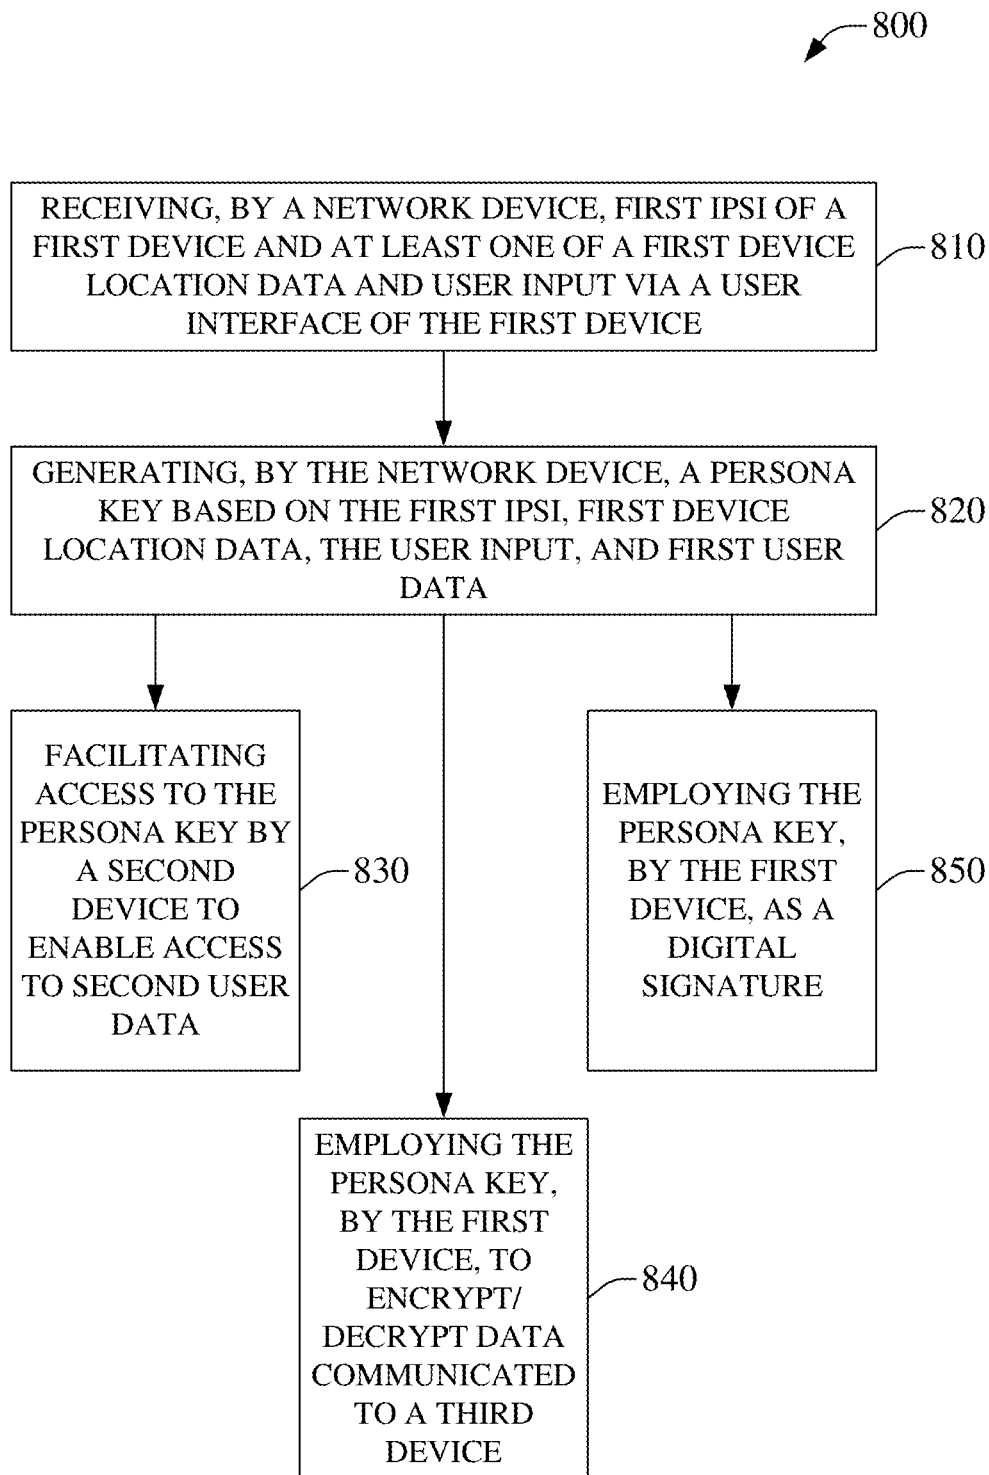 800
RECEIVING, BY A NETWORK DEVICE, FIRST IPSI OF A
FIRST DEVICE AND AT LEAST ONE OF A FIRST DEVICE
LOCATION DATA AND USER INPUT VIA A USER
INTERFACE OF THE FIRST DEVICE
810
GENERATING, BY THE NETWORK DEVICE, A PERSONA
KEY BASED ON THE FIRST IPSI, FIRST DEVICE
LOCATION DATA, THE USER INPUT, AND FIRST USER
DATA
820
FACILITATING
ACCESS TO THE
PERSONA KEY BY
A SECOND
DEVICE TO
ENABLE ACCESS
TO SECOND USER
DATA
830
EMPLOYING THE
PERSONA KEY,
BY THE FIRST
DEVICE, AS A
DIGITAL
SIGNATURE
850
EMPLOYING THE
PERSONA KEY,
BY THE FIRST
DEVICE, TO
ENCRYPT/
DECRYPT DATA
COMMUNICATED
TO A THIRD
DEVICE
840